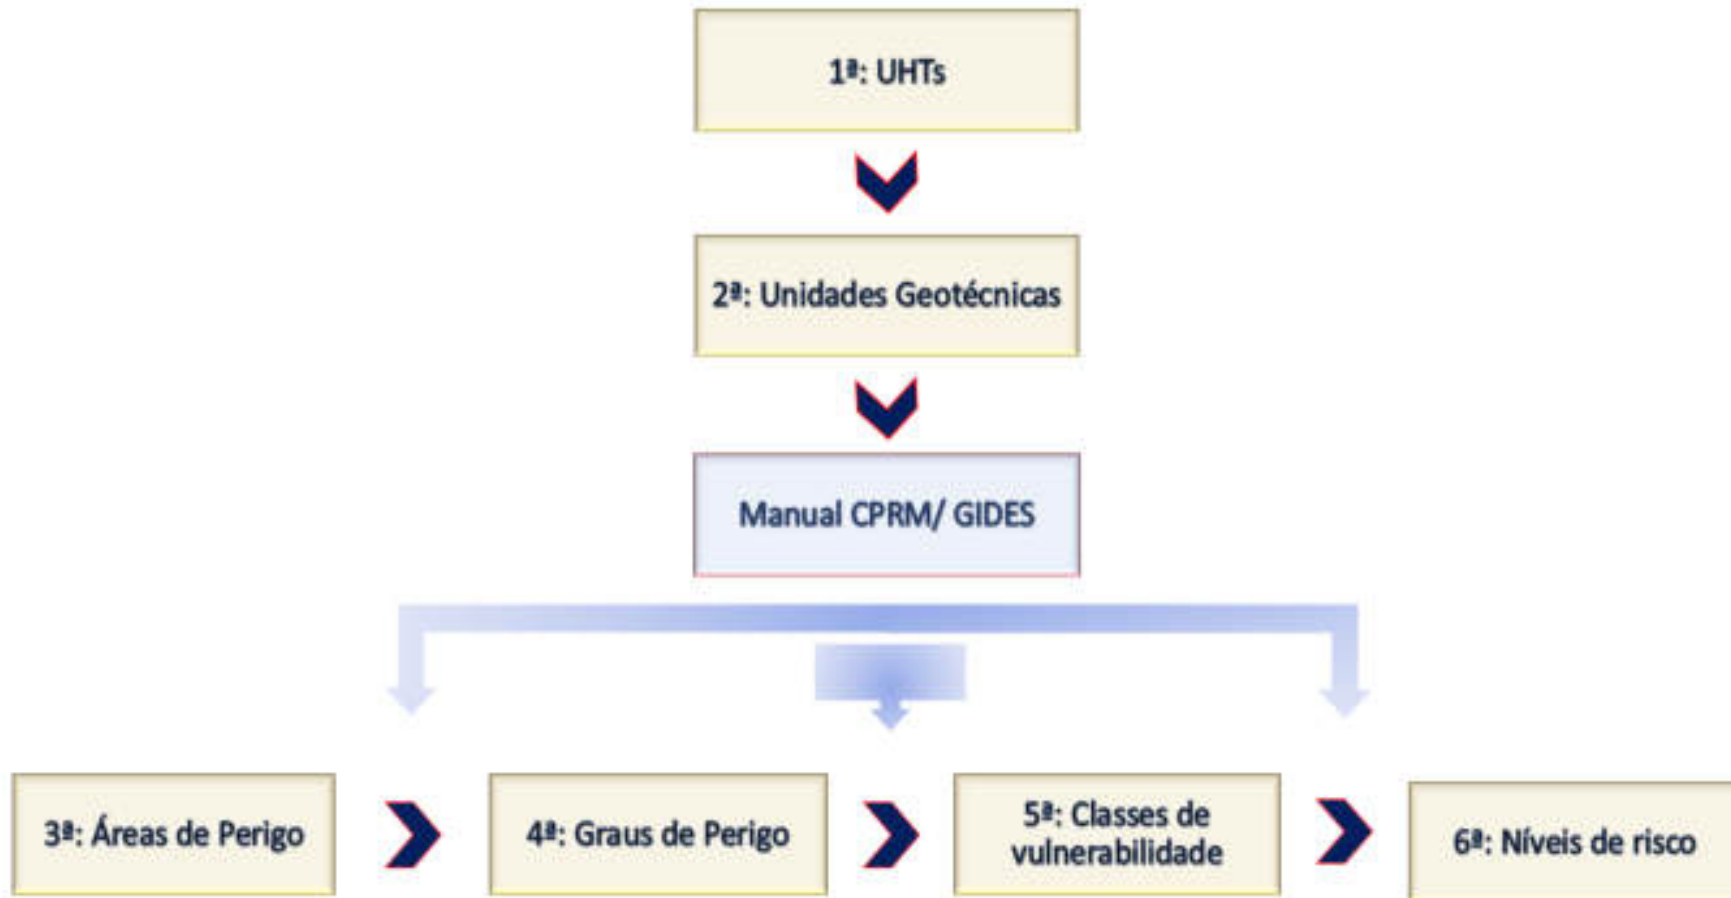 1ª: UHTs
2ª: Unidades Geotécnicas
Manual CPRM/ GIDES
3ª: Áreas de Perigo
4ª: Graus de Perigo
5ª: Classes de
vulnerabilidade
6ª: Níveis de risco